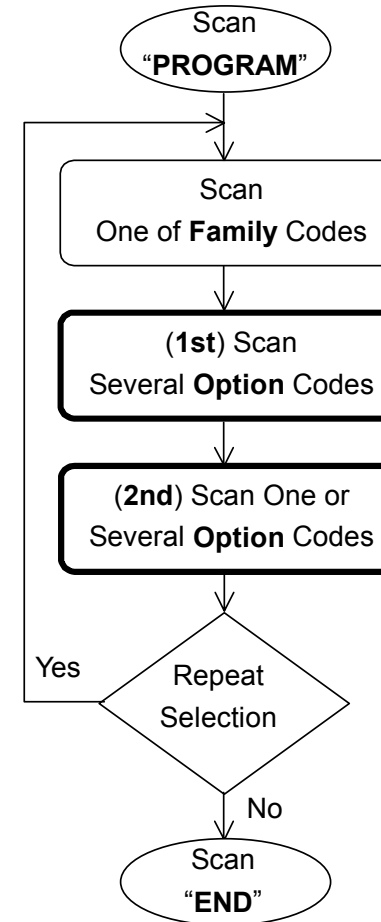 Scan
“PROGRAM”
Scan
One of Family Codes
(1st) Scan
Several Option Codes
(2nd) Scan One or
Several Option Codes
Yes
Repeat
Selection
No
Scan
“END”